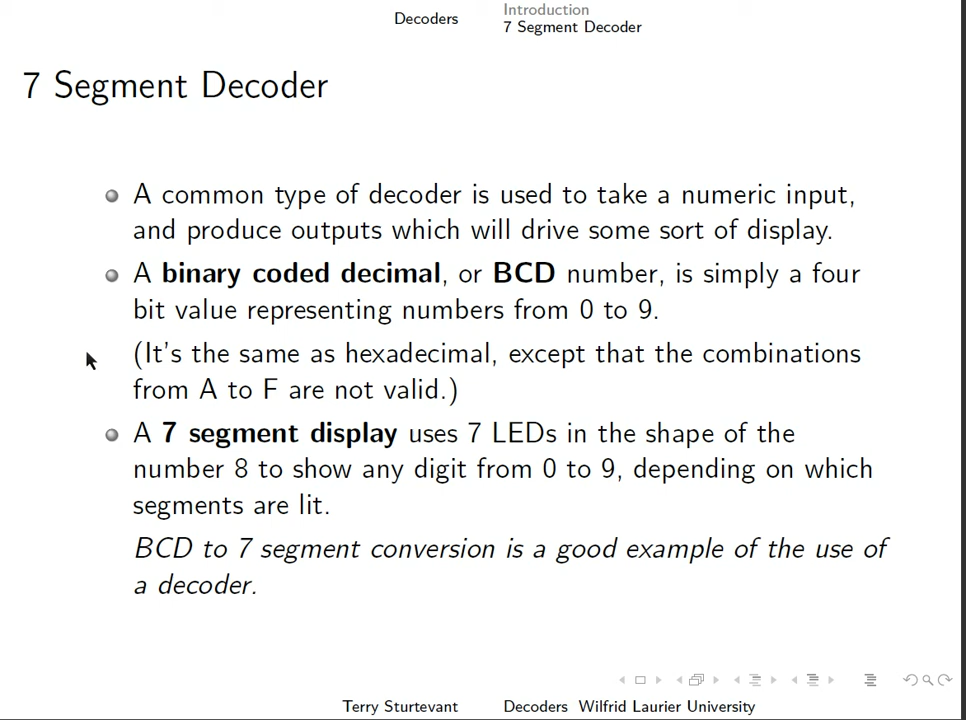 Decoders
Introduction
7 Segment Decoder
7 Segment Decoder
A common type of decoder is used to take a numeric input,
and produce outputs which will drive some sort of display.
A binary coded decimal, or BCD number, is simply a four
bit value representing numbers from 0 to 9.
(It's the same as hexadecimal, except that the combinations
from A to F are not valid.)
A 7 segment display uses 7 LEDs in the shape of the
number 8 to show any digit from 0 to 9, depending on which
segments are lit.
BCD to 7 segment conversion is a good example of the use of
a decoder.
Terry Sturtevant
Decoders Wilfrid Laurier University